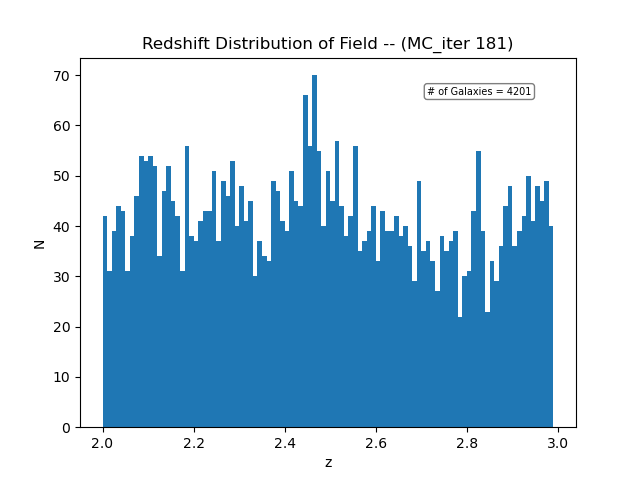 Redshift Distribution of Field -- (MC_iter 181)
# of Galaxies = 4201
N
70
60
50
40
30
20
10
0
2.0 2.2 2.4 2.6 2.8 3.0
z